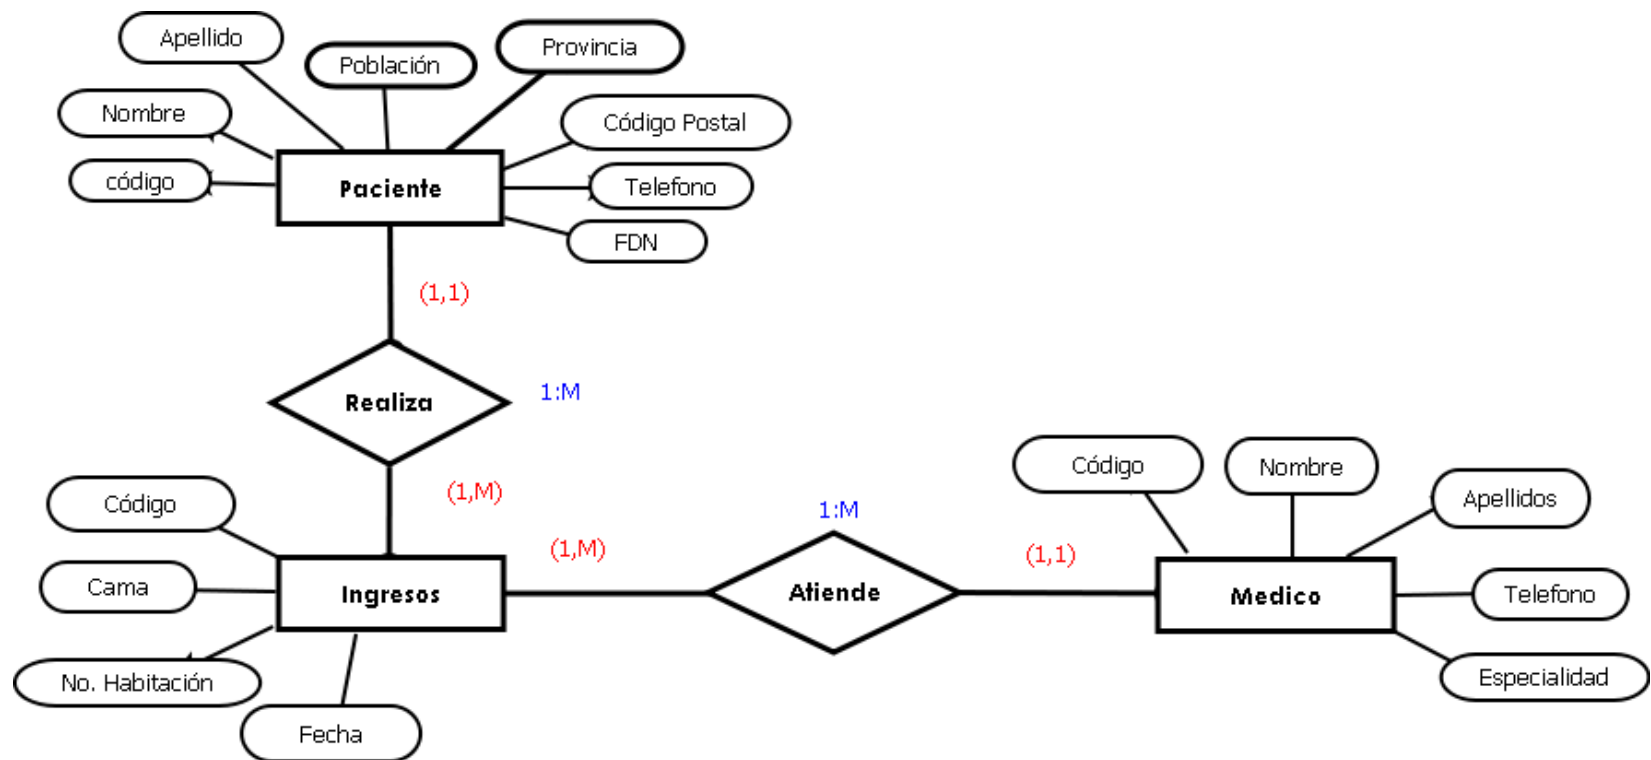 Apellido
Población
Provincia
Nombre
Código Postal
código
Paciente
Telefono
FDN
(1,1)
Realiza
1:M
(1,M)
Código
Cama
Ingresos
No. Habitación
Fecha
(1,M)
1:M
Atiende
(1,1)
Código
Nombre
Apellidos
Medico
Telefono
Especialidad